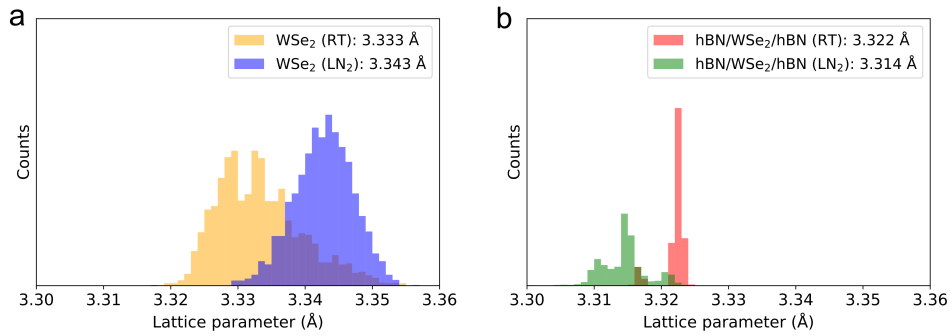 a
WSe₂ (RT): 3.333 Å
WSe₂ (LN₂): 3.343 Å
Counts
3.30 3.31 3.32 3.33 3.34 3.35 3.36
Lattice parameter (Å)
b
hBN/WSe₂/hBN (RT): 3.322 Å
hBN/WSe₂/hBN (LN₂): 3.314 Å
Counts
3.30 3.31 3.32 3.33 3.34 3.35 3.36
Lattice parameter (Å)